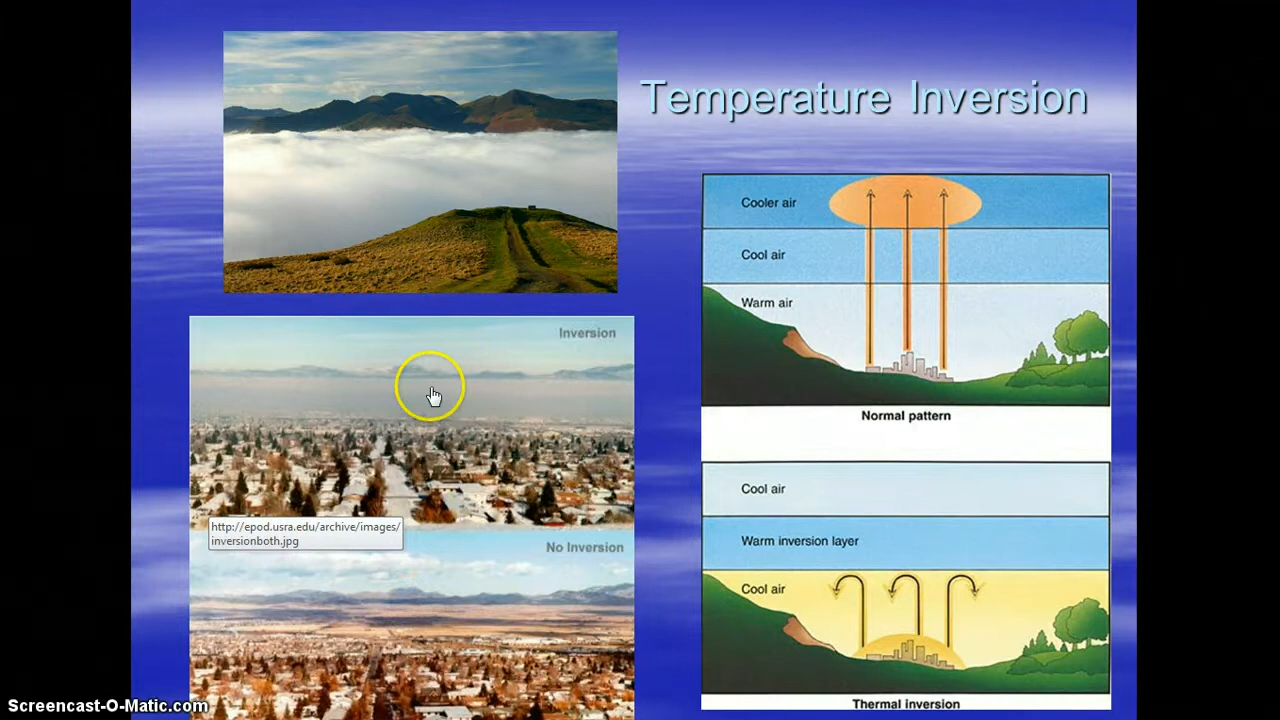 Temperature Inversion
Inversion
http://epod.usra.edu/archive/images/
inversionboth.jpg
No Inversion
Cooler air
Cool air
Warm air
Normal pattern
Cool air
Warm inversion layer
Cool air
Thermal inversion
Screencast-O-Matic.com